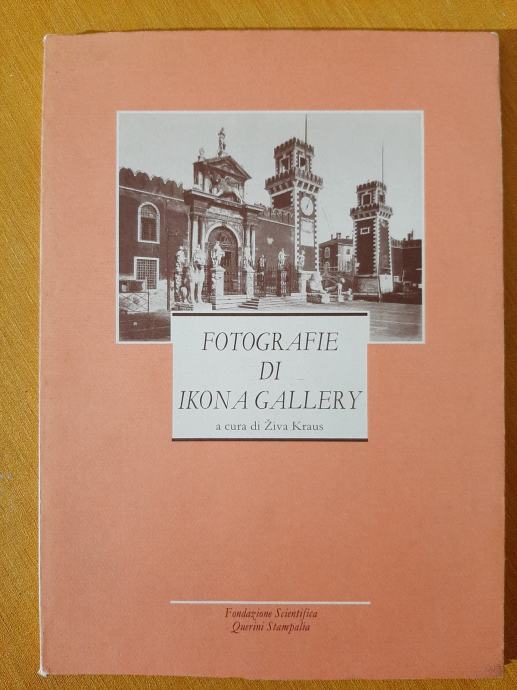 FOTOGRAFIE
DI
IKONA GALLERY
a cura di Živa Kraus
Fondazione Scientifica
Querini Stampalia